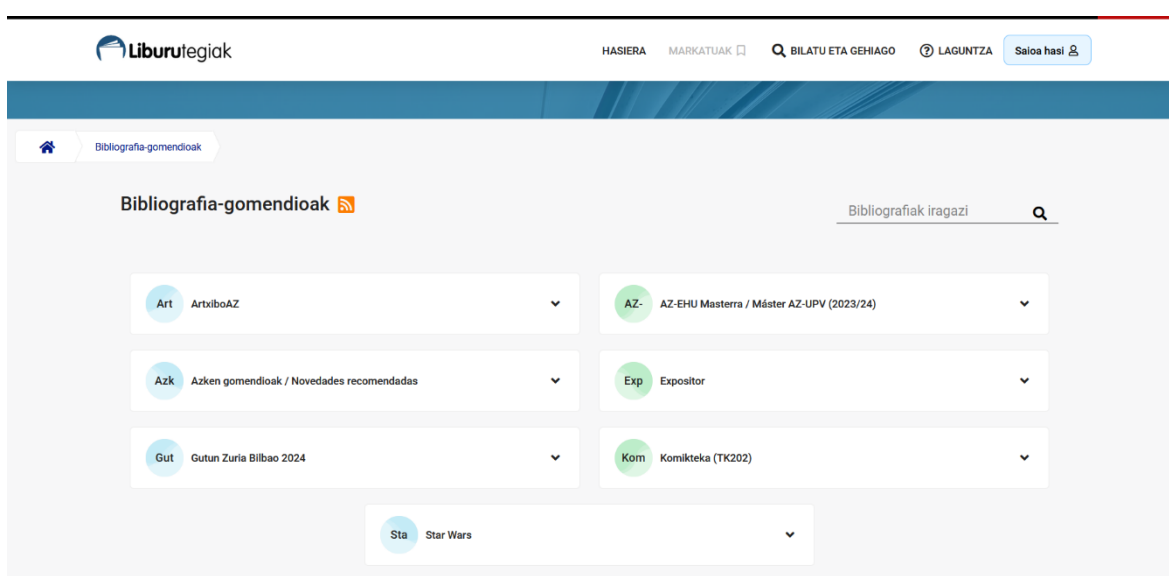 Liburutegiak
HASIERA MARKATUAK BILATU ETA GEHIAGO LAGUNTZA Saioa hasi
Bibliografia-gomendioak
Bibliografia-gomendioak
Bibliografiak iragazi
Art ArtxiboAZ
AZ- AZ-EHU Masterra / Máster AZ-UPV (2023/24)
Azk Azken gomendioak / Novedades recomendadas
Exp Expositor
Gut Gutun Zuria Bilbao 2024
Kom Komikteka (TK202)
Sta Star Wars